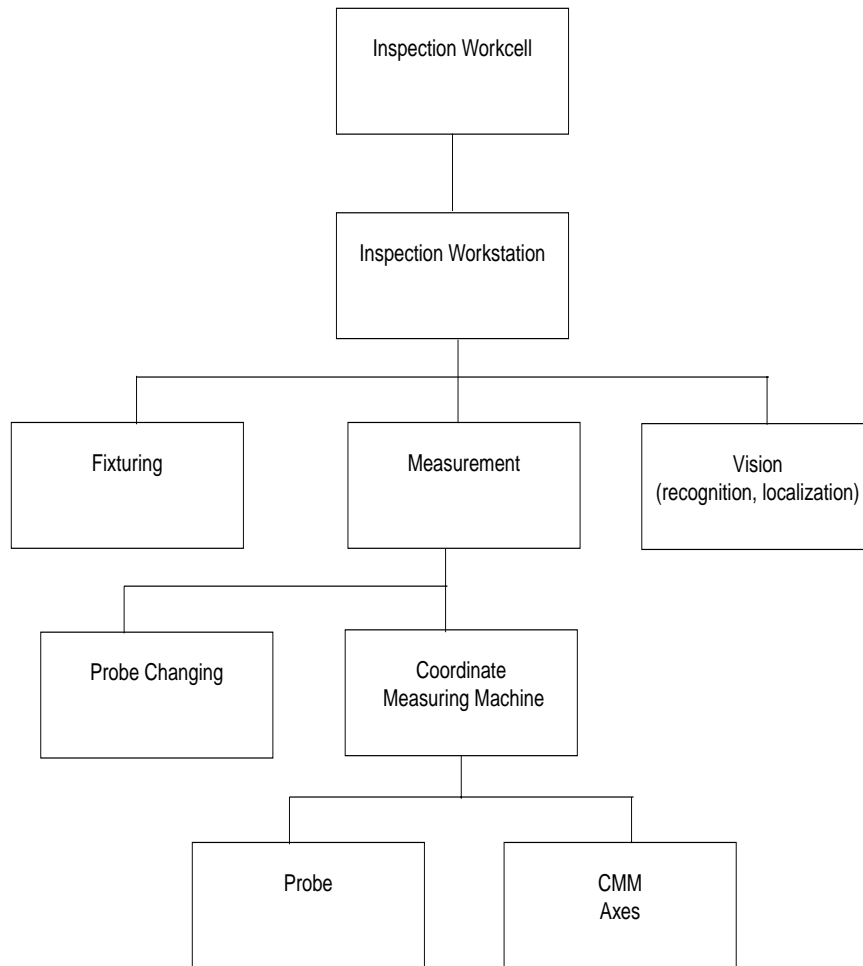 Inspection Workcell
Inspection Workstation
Fixturing
Measurement
Vision
(recognition, localization)
Probe Changing
Coordinate
Measuring Machine
Probe
CMM
Axes